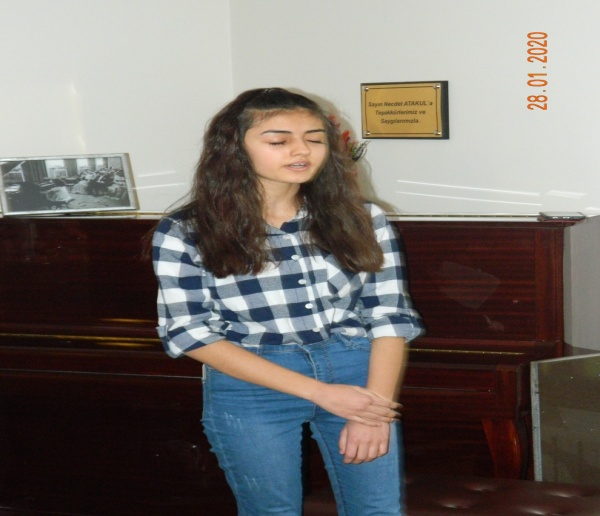 28.01.2020
Sayın Necdet ATAKUL'a
Teşekkürlerimiz ve
Saygılarımızla.